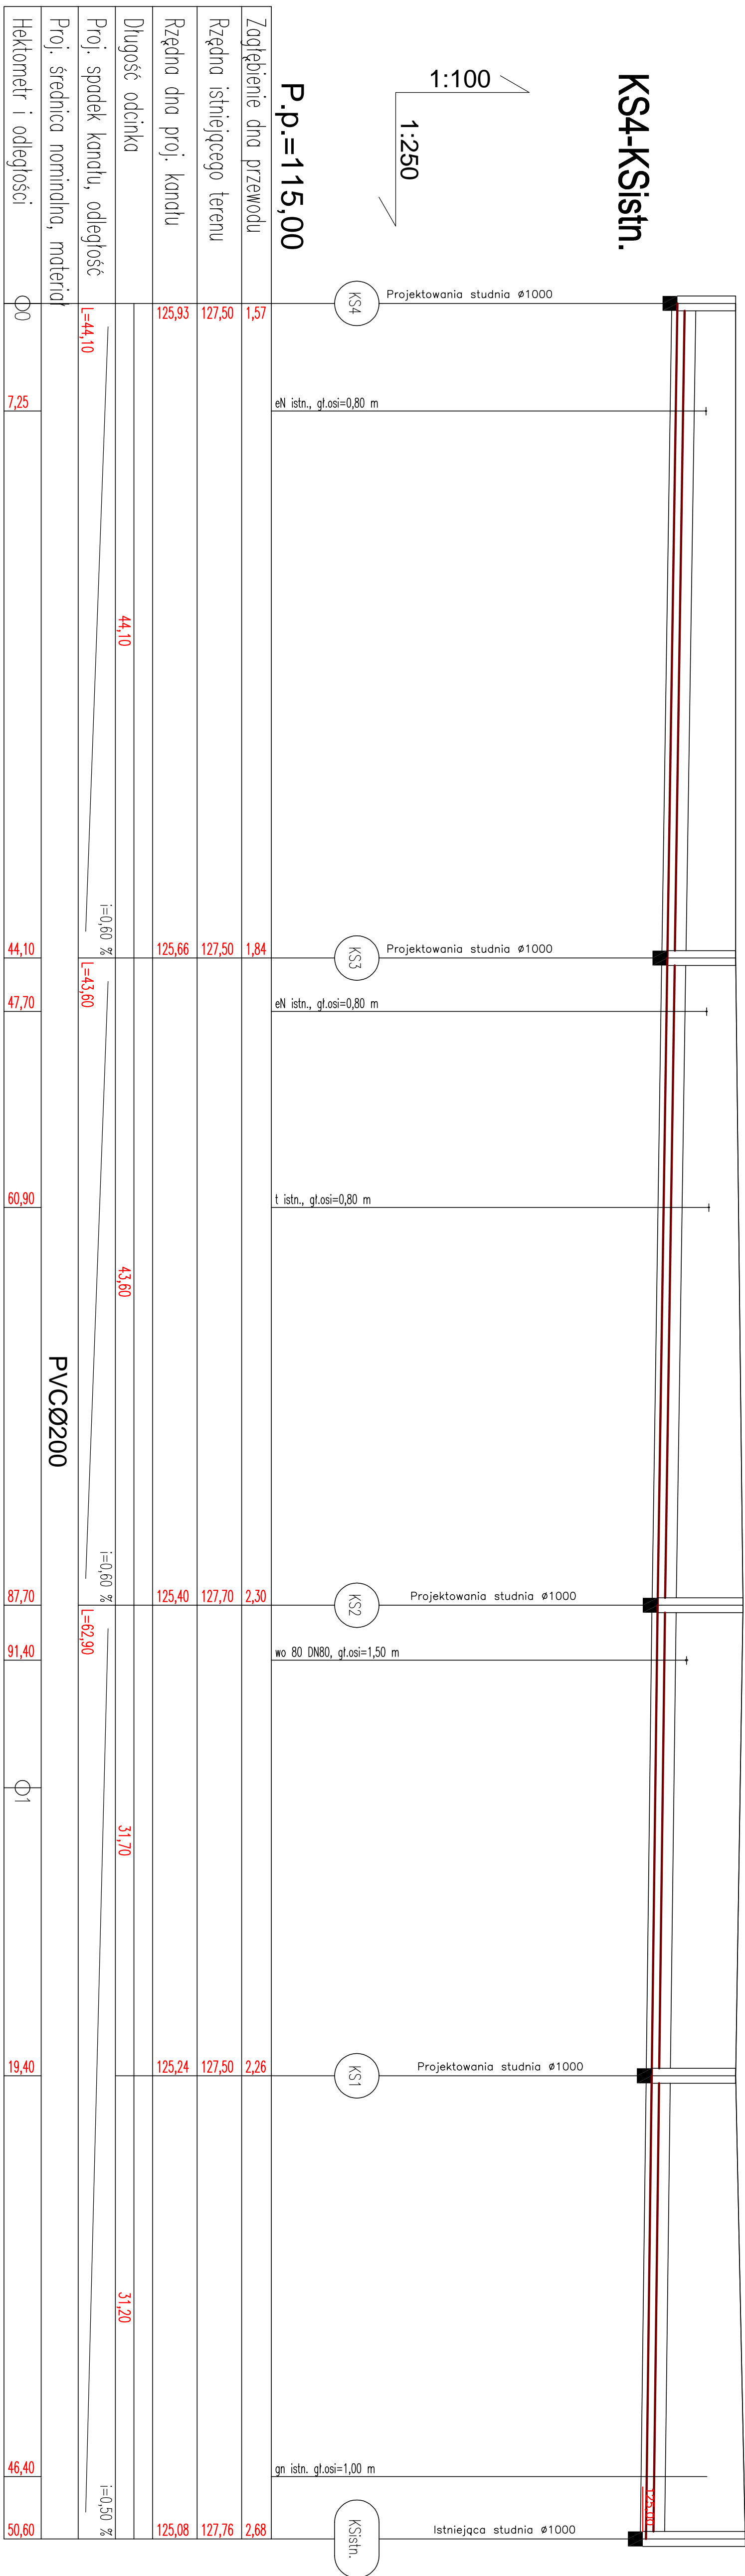 KS4-KSistn.
1:100
1:250
P.p.=115,00
Projektowania studnia ø1000
Projektowania studnia ø1000
Projektowania studnia ø1000
Projektowania studnia ø1000
Istniejąca studnia ø1000
125,00
KS4
KS3
KS2
KS1
KSistn.
eN istn., gł.osi=0,80 m
eN istn., gł.osi=0,80 m
t istn., gł.osi=0,80 m
wo 80 DN80, gł.osi=1,50 m
gn istn. gł.osi=1,00 m
Zagłębienie dna przewodu 1,57 1,84 2,30 2,26 2,68
Rzędna istniejącego terenu 127,50 127,50 127,70 127,50 127,76
Rzędna dna proj. kanału 125,93 125,66 125,40 125,24 125,08
Długość odcinka 44,10 43,60 31,70 31,20
Proj. spadek kanału, odległość L=44,10 i=0,60 % L=43,60 i=0,60 % L=62,90 i=0,50 %
Proj. średnica nominalna, materiał PVCØ200
Hektometr i odległości 0 7,25 44,10 47,70 60,90 87,70 91,40 1 19,40 46,40 50,60